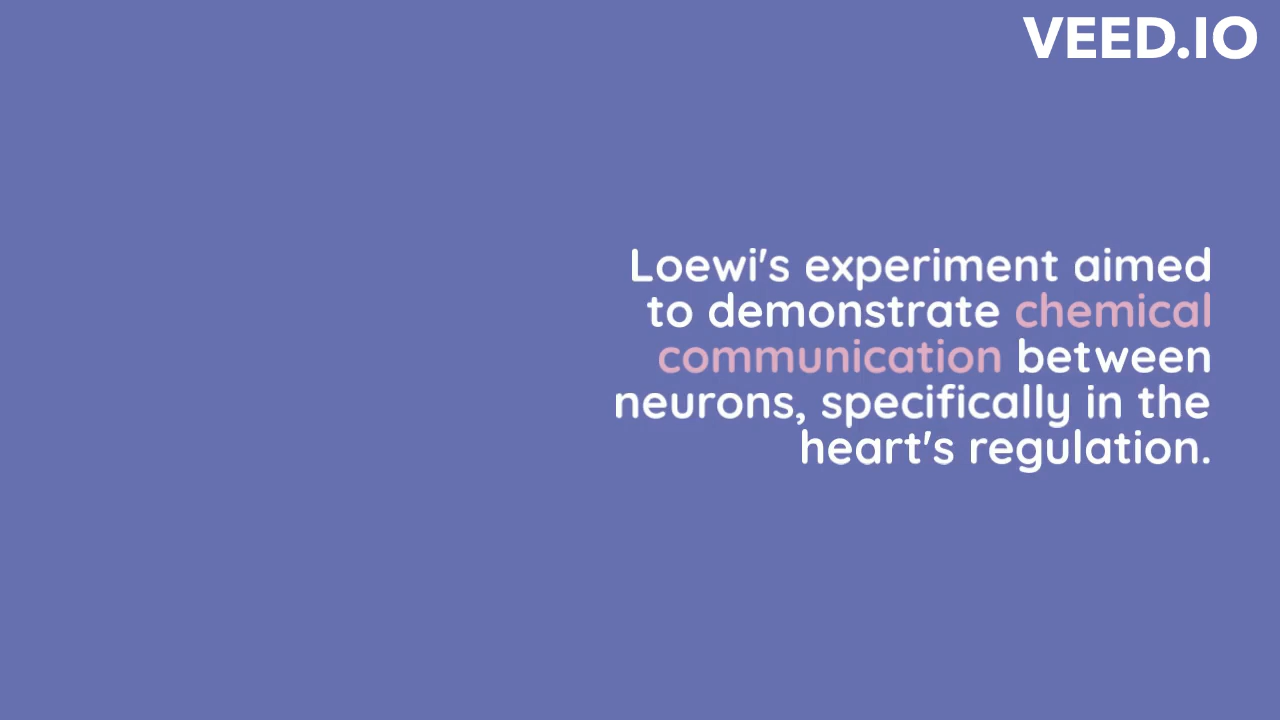 VEED.IO
Loewi's experiment aimed
to demonstrate chemical
communication between
neurons, specifically in the
heart's regulation.